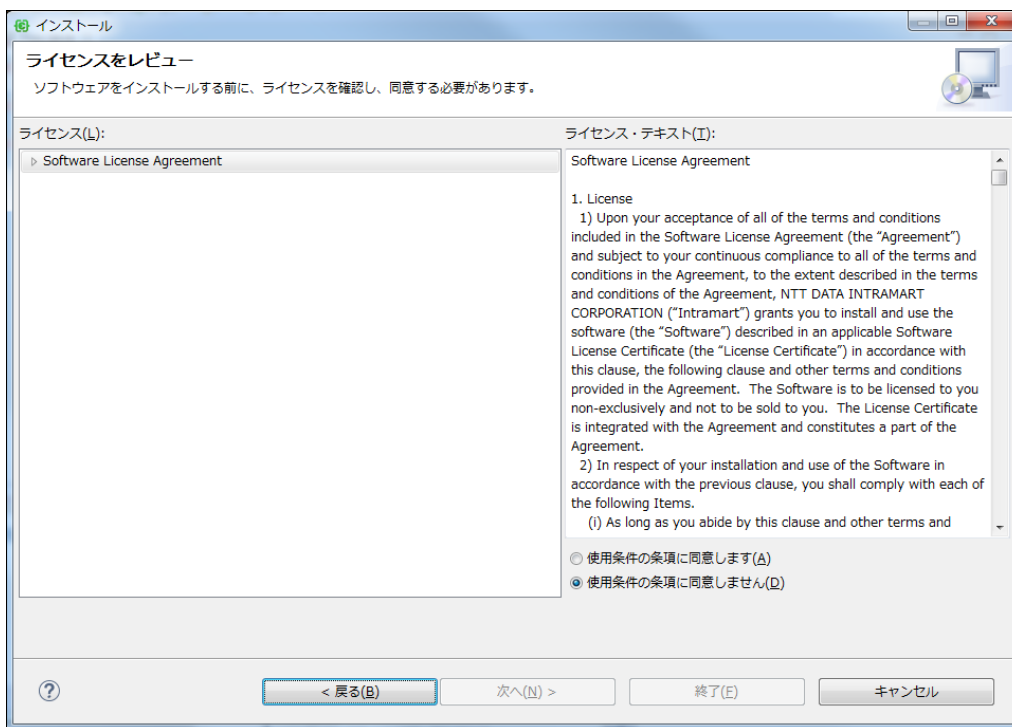 インストール
ライセンスをレビュー
ソフトウェアをインストールする前に、ライセンスを確認し、同意する必要があります。
ライセンス(L):
Software License Agreement
ライセンス・テキスト(T):
Software License Agreement
1. License
1) Upon your acceptance of all of the terms and conditions
included in the Software License Agreement (the “Agreement”)
and subject to your continuous compliance to all of the terms and
conditions in the Agreement, to the extent described in the terms
and conditions of the Agreement, NTT DATA INTRAMART
CORPORATION (“Intramart”) grants you to install and use the
software (the “Software”) described in an applicable Software
License Certificate (the “License Certificate”) in accordance with
this clause, the following clause and other terms and conditions
provided in the Agreement.  The Software is to be licensed to you
non-exclusively and not to be sold to you.  The License Certificate
is integrated with the Agreement and constitutes a part of the
Agreement.
2) In respect of your installation and use of the Software in
accordance with the previous clause, you shall comply with each of
the following Items.
(i) As long as you abide by this clause and other terms and
使用条件の条項に同意します(A)
使用条件の条項に同意しません(D)
?
< 戻る(B)
次へ(N) >
終了(F)
キャンセル